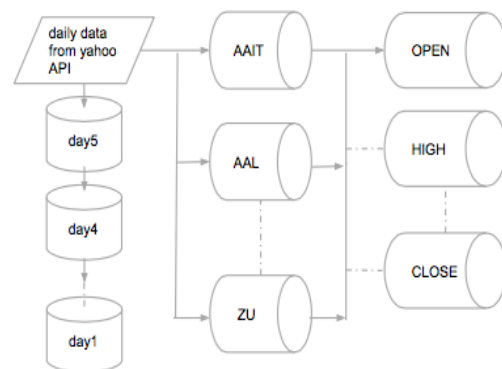 daily data
from yahoo
API
AAIT
OPEN
day5
AAL
HIGH
day4
CLOSE
ZU
day1